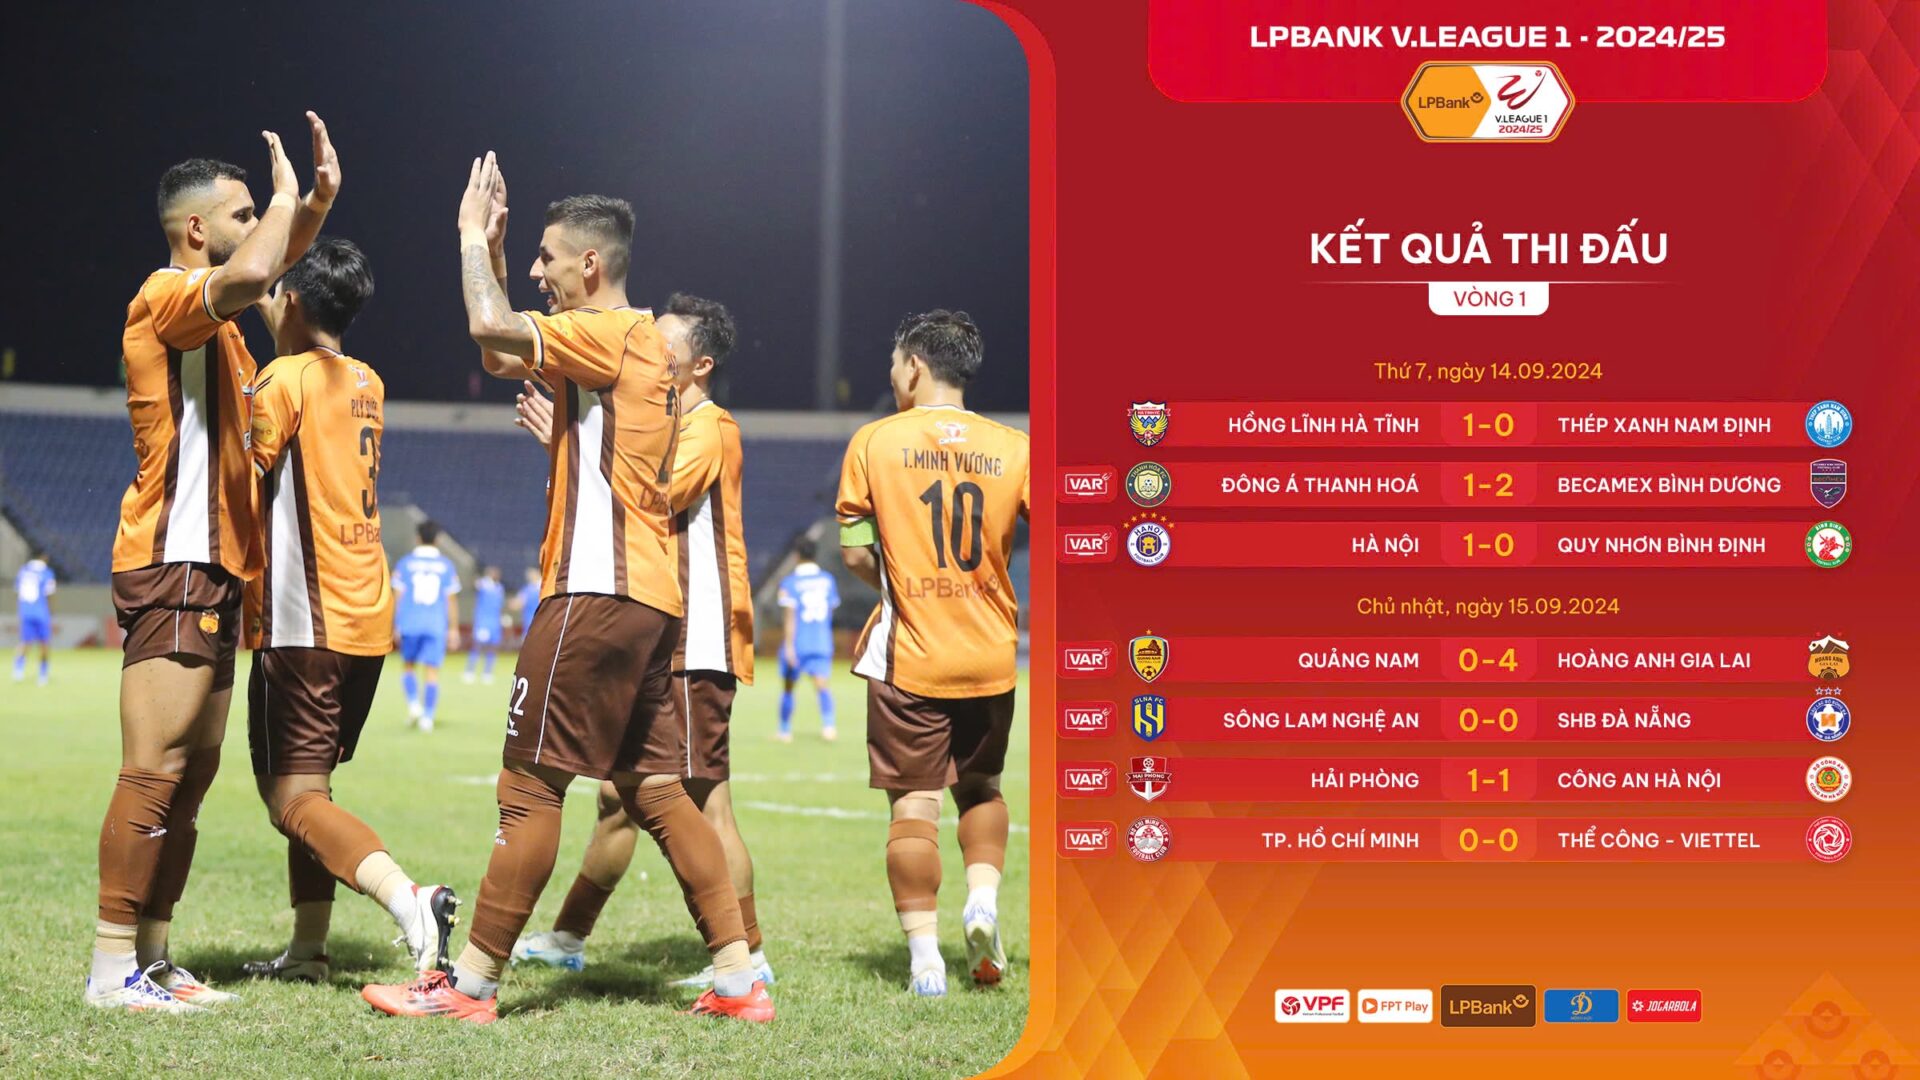 LPBANK V.LEAGUE 1 - 2024/25
LPBank
V.LEAGUE 1
2024/25
KẾT QUẢ THI ĐẤU
VÒNG 1
Thứ 7, ngày 14.09.2024
HỒNG LĨNH HÀ TĨNH 1-0 THÉP XANH NAM ĐỊNH
VAR ĐÔNG Á THANH HOÁ 1-2 BECAMEX BÌNH DƯƠNG
VAR HÀ NỘI 1-0 QUY NHƠN BÌNH ĐỊNH
Chủ nhật, ngày 15.09.2024
VAR QUẢNG NAM 0-4 HOÀNG ANH GIA LAI
VAR SÔNG LAM NGHỆ AN 0-0 SHB ĐÀ NẴNG
VAR HẢI PHÒNG 1-1 CÔNG AN HÀ NỘI
VAR TP. HỒ CHÍ MINH 0-0 THỂ CÔNG - VIETTEL
VPF FPT Play LPBank JOGARBOLA
3
LPBa
22
T.MINH VƯƠNG
10
LPBank